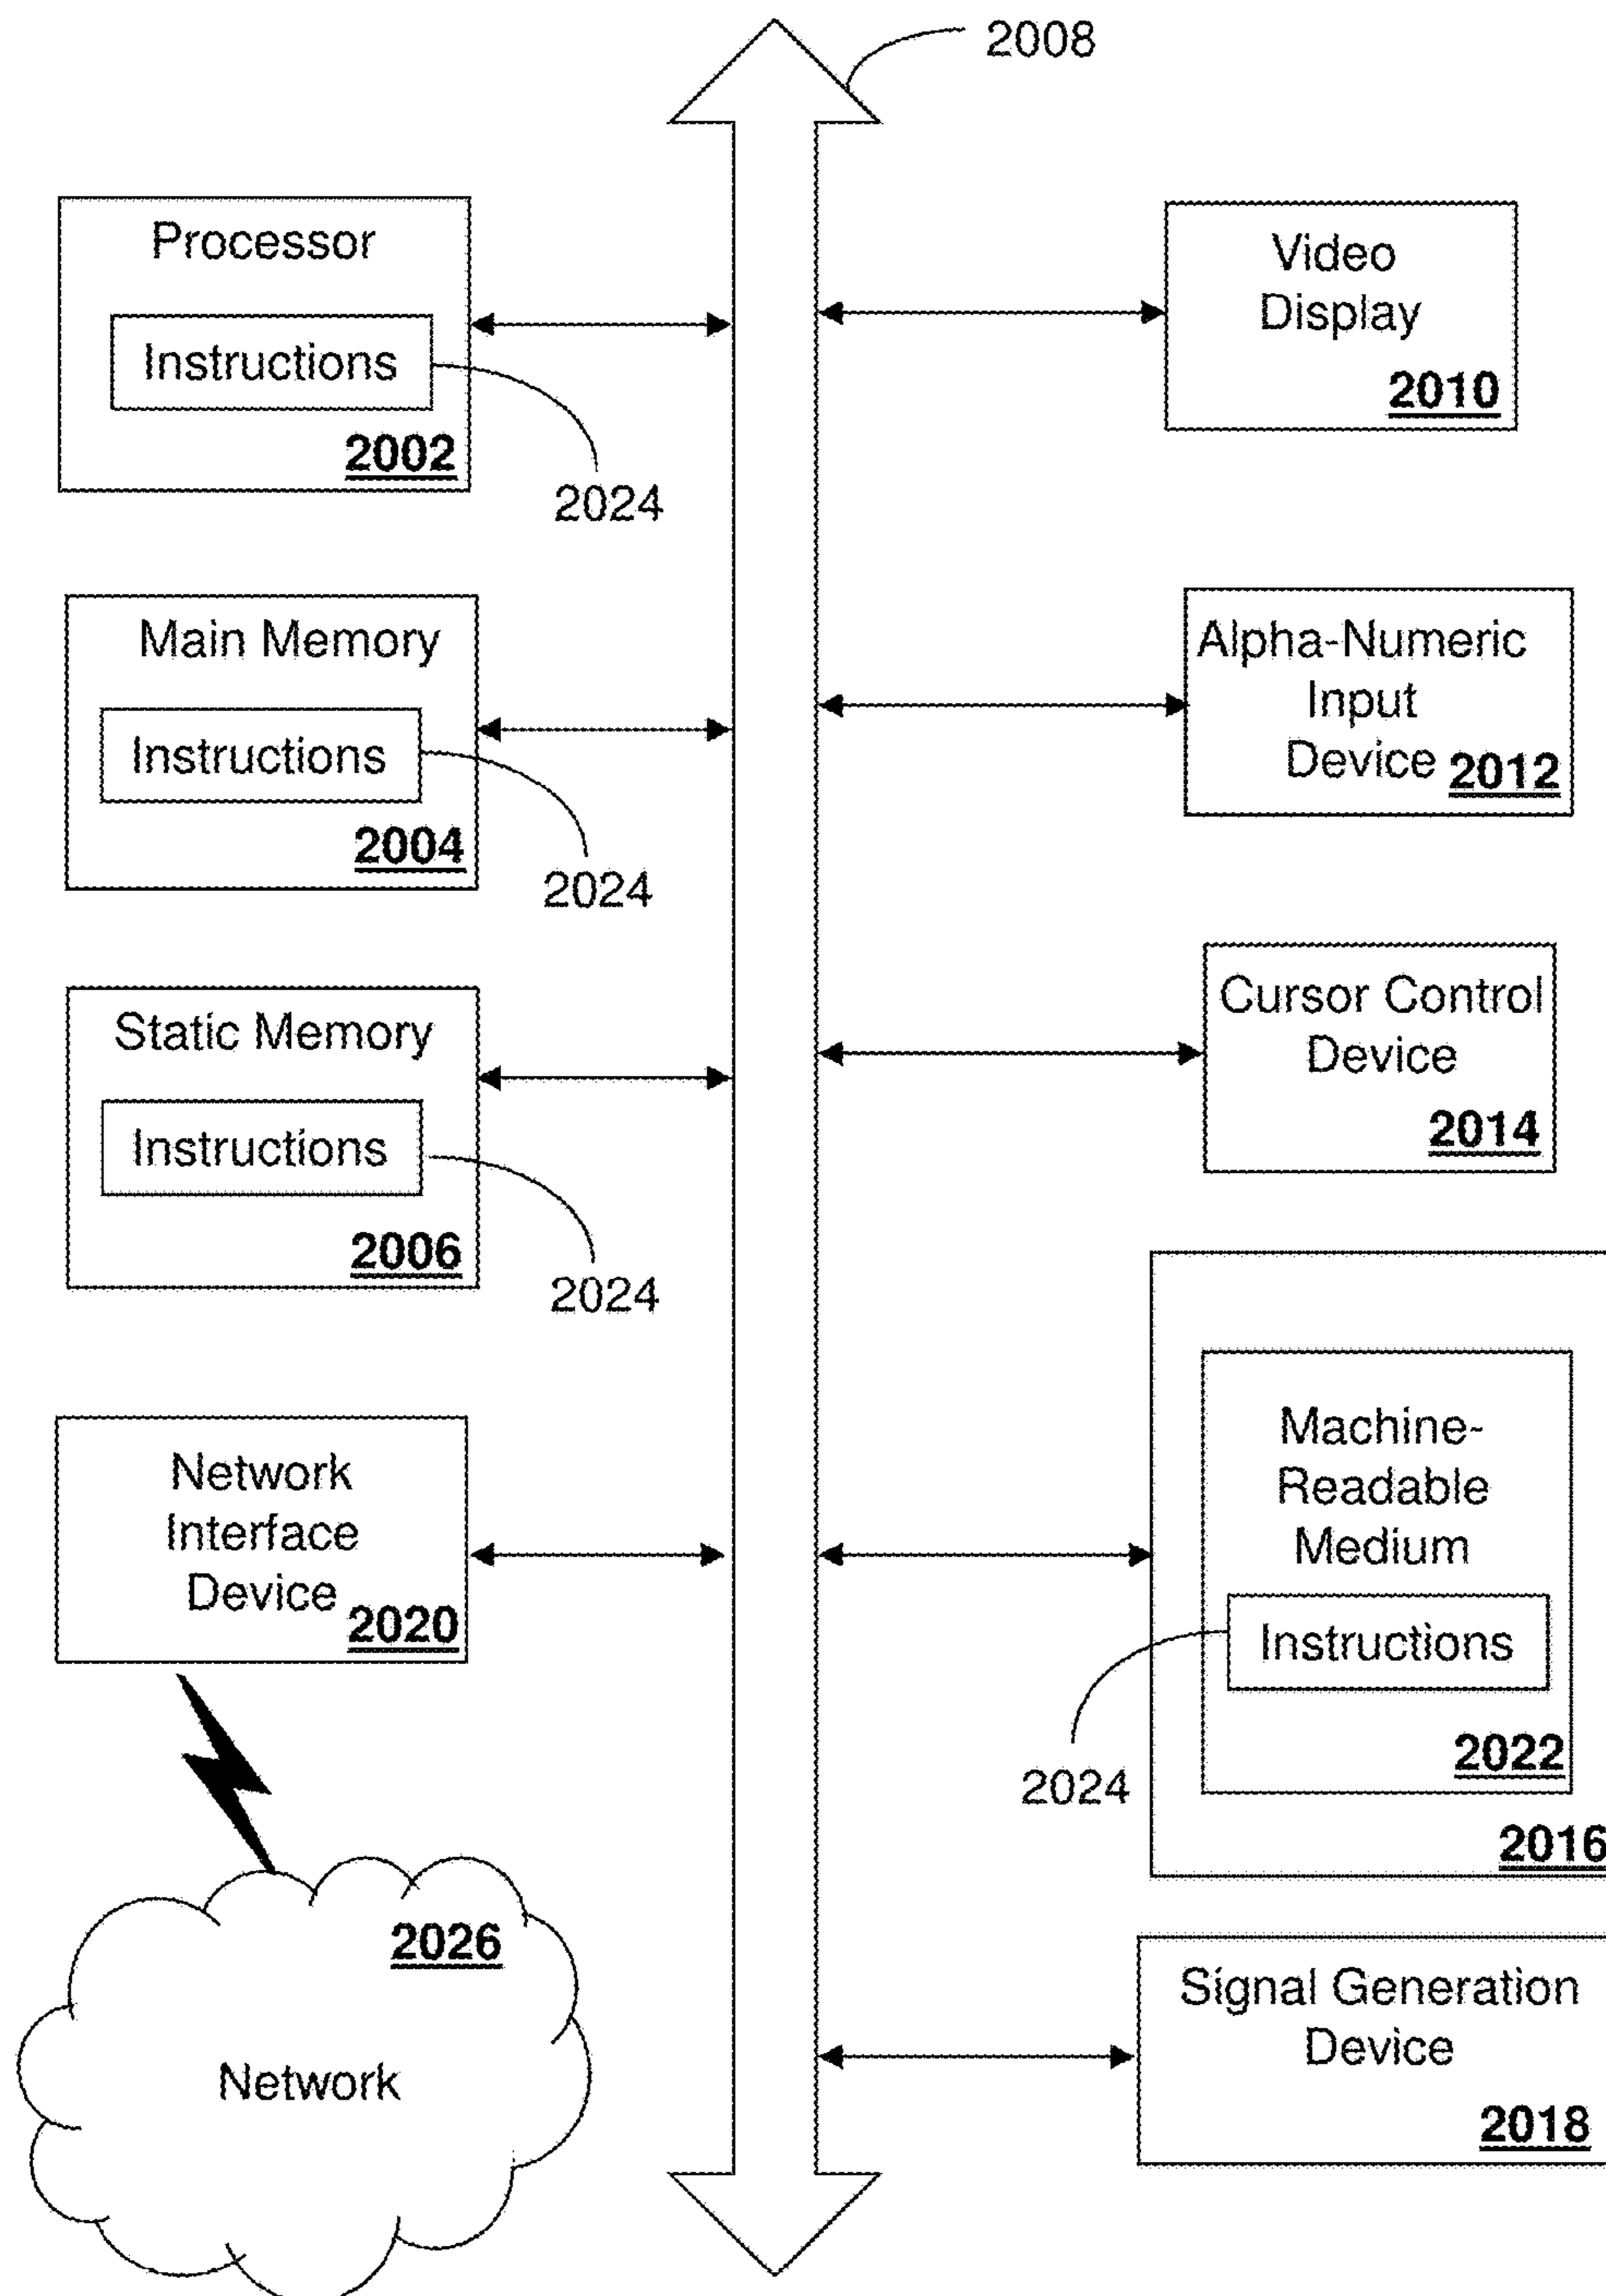 2008
Processor
Instructions
2002
2024
Main Memory
Instructions
2004
2024
Static Memory
Instructions
2006
2024
Network
Interface
Device
2020
2026
Network
Video
Display
2010
Alpha-Numeric
Input
Device
2012
Cursor Control
Device
2014
Machine-
Readable
Medium
Instructions
2024
2022
2016
Signal Generation
Device
2018